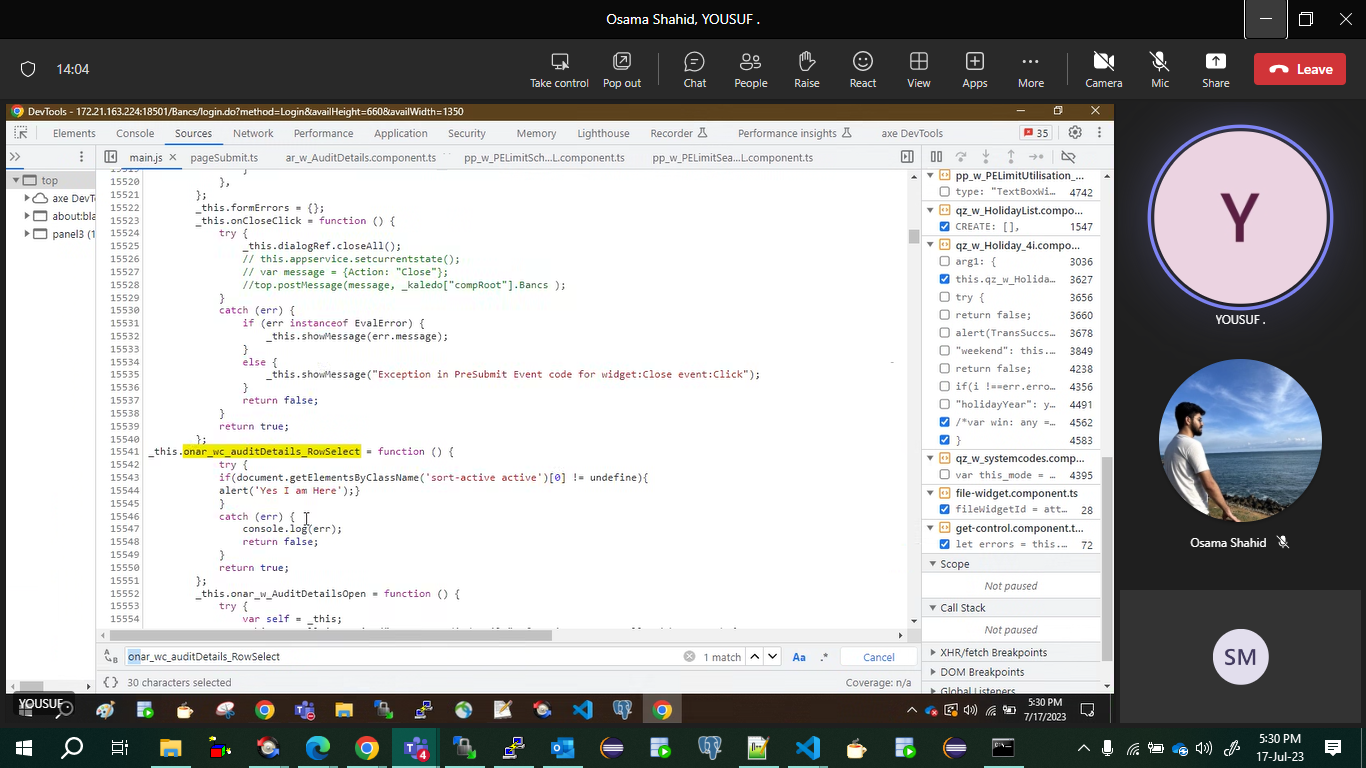 Osama Shahid, YOUSUF .
14:04
Take control
Pop out
Chat
People
Raise
React
View
Apps
More
Camera
Mic
Share
Leave
DevTools - 172.21.163.224:18501/Bancs/login.do?method=Login&availHeight=660&availWidth=1350
Elements
Console
Sources
Network
Performance
Application
Security
Memory
Lighthouse
Recorder
Performance insights
axe DevTools
35
main.js
pageSubmit.ts
ar_w_AuditDetails.component.ts
pp_w_PELimitSch...L.component.ts
pp_w_PELimitSea...L.component.ts
top
axe DevT
about:bla
panel3 (1
15520 },
15521 };
15522 _this.formErrors = {};
15523 _this.onCloseClick = function () {
15524 try {
15525 _this.dialogRef.closeAll();
15526 // this.appservice.setcurrentstate();
15527 // var message = {Action: "Close"};
15528 //top.postMessage(message, _kaledo["compRoot"].Bancs );
15529 }
15530 catch (err) {
15531 if (err instanceof EvalError) {
15532 _this.showMessage(err.message);
15533 }
15534 else {
15535 _this.showMessage("Exception in PreSubmit Event code for widget:Close event:Click");
15536 }
15537 return false;
15538 }
15539 return true;
15540 };
15541 _this.onar_wc_auditDetails_RowSelect = function () {
15542 try {
15543 if(document.getElementsByClassName('sort-active active')[0] != undefine){
15544 alert('Yes I am Here');}
15545 }
15546 catch (err) {
15547 console.log(err);
15548 return false;
15549 }
15550 return true;
15551 };
15552 _this.onar_w_AuditDetailsOpen = function () {
15553 try {
15554 var self = _this;
onar_wc_auditDetails_RowSelect
1 match
Aa
.*
Cancel
{} 30 characters selected
Coverage: n/a
pp_w_PELimitUtilisation_...
type: "TextBoxWi... 4742
qz_w_HolidayList.compo...
CREATE: [], 1547
qz_w_Holiday_4i.compo...
arg1: { 3036
this.qz_w_Holida... 3627
try { 3656
return false; 3660
alert(TransSuccs... 3678
"weekend": this.... 3849
return false; 4238
if(i !==err.erro... 4356
"holidayYear": y... 4491
/*var win: any =... 4562
} 4583
qz_w_systemcodes.comp...
var this_mode = ... 4395
file-widget.component.ts
fileWidgetId = att... 28
get-control.component.t...
let errors = this.... 72
Scope
Not paused
Call Stack
Not paused
XHR/fetch Breakpoints
DOM Breakpoints
Global Listeners
YOUSUF .
5:30 PM
7/17/2023
Y
YOUSUF .
Osama Shahid
SM
4
5:30 PM
17-Jul-23